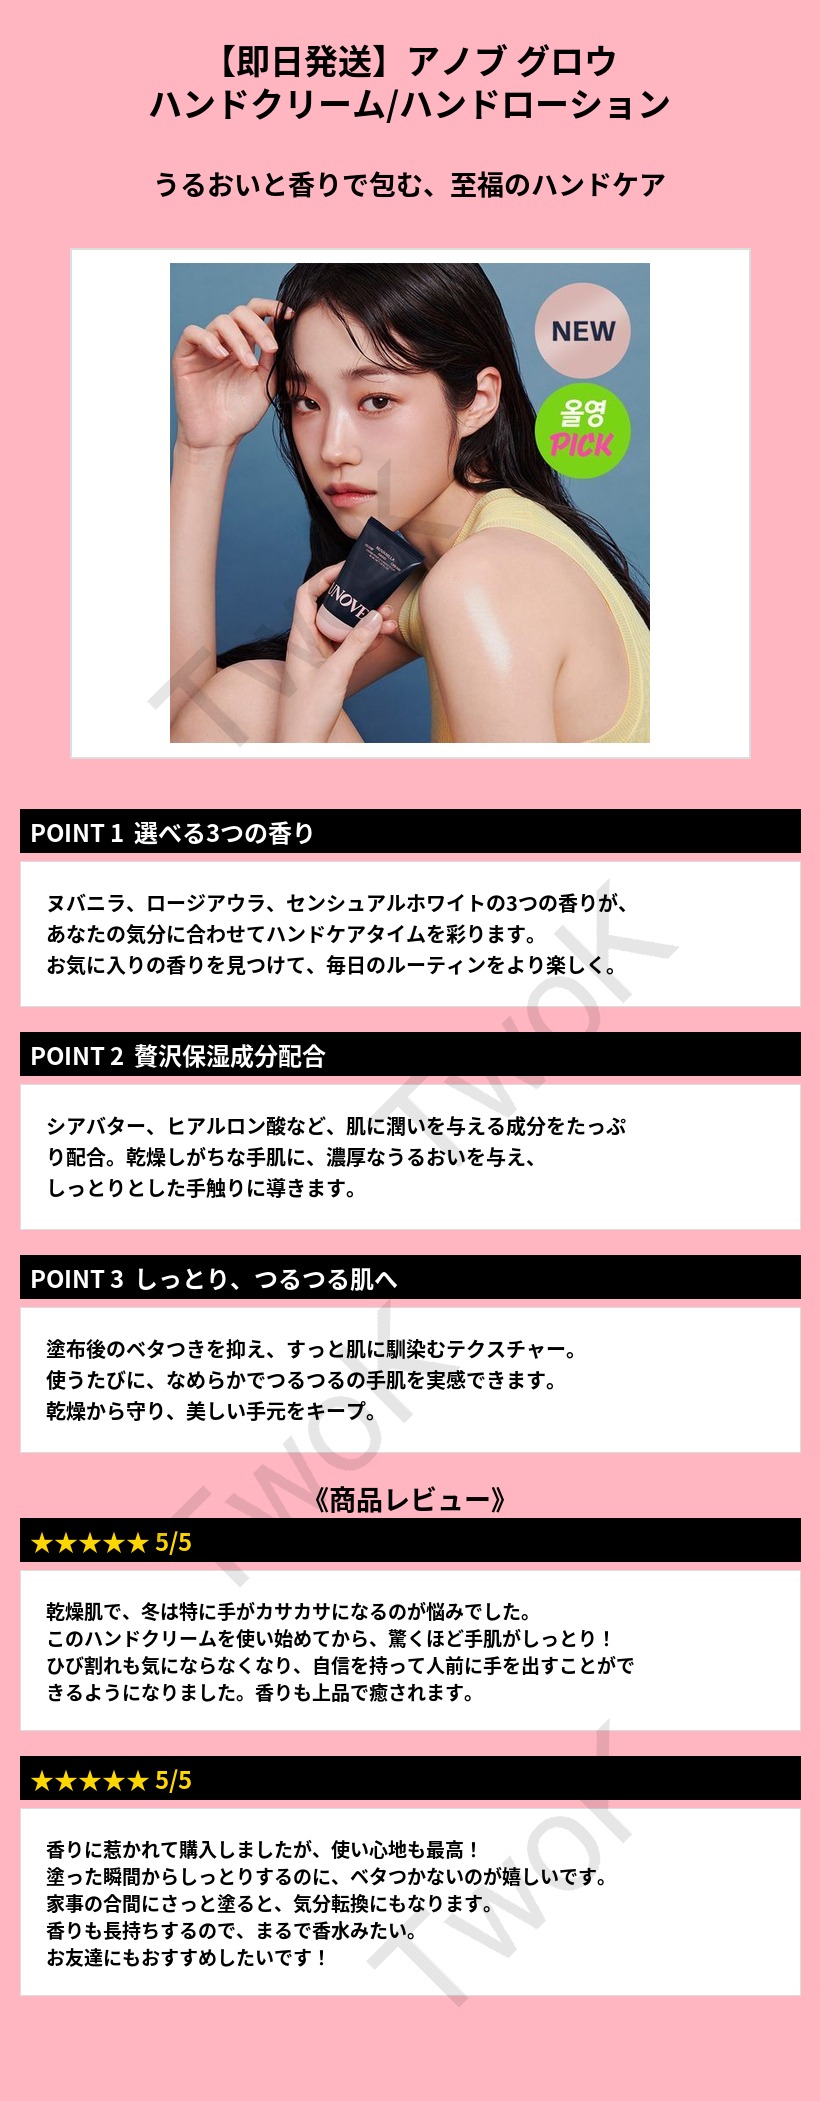 【即日発送】アノブ グロウ
ハンドクリーム/ハンドローション
うるおいと香りで包む、至福のハンドケア
NEW
올영
PICK
UNOVE
TwoK
POINT 1 選べる3つの香り
ヌバニラ、ロージアウラ、センシュアルホワイトの3つの香りが、
あなたの気分に合わせてハンドケアタイムを彩ります。
お気に入りの香りを見つけて、毎日のルーティンをより楽しく。
TwoK
POINT 2 贅沢保湿成分配合
シアバター、ヒアルロン酸など、肌に潤いを与える成分をたっぷ
り配合。乾燥しがちな手肌に、濃厚なうるおいを与え、
しっとりとした手触りに導きます。
POINT 3 しっとり、つるつる肌へ
塗布後のベタつきを抑え、すっと肌に馴染むテクスチャー。
使うたびに、なめらかでつるつるの手肌を実感できます。
乾燥から守り、美しい手元をキープ。
TwoK
《商品レビュー》
★★★★★ 5/5
乾燥肌で、冬は特に手がカサカサになるのが悩みでした。
このハンドクリームを使い始めてから、驚くほど手肌がしっとり！
ひび割れも気にならなくなり、自信を持って人前に手を出すことがで
きるようになりました。香りも上品で癒されます。
★★★★★ 5/5
香りに惹かれて購入しましたが、使い心地も最高！
塗った瞬間からしっとりするのに、ベタつかないのが嬉しいです。
家事の合間にさっと塗ると、気分転換にもなります。
香りも長持ちするので、まるで香水みたい。
お友達にもおすすめしたいです！
TwoK